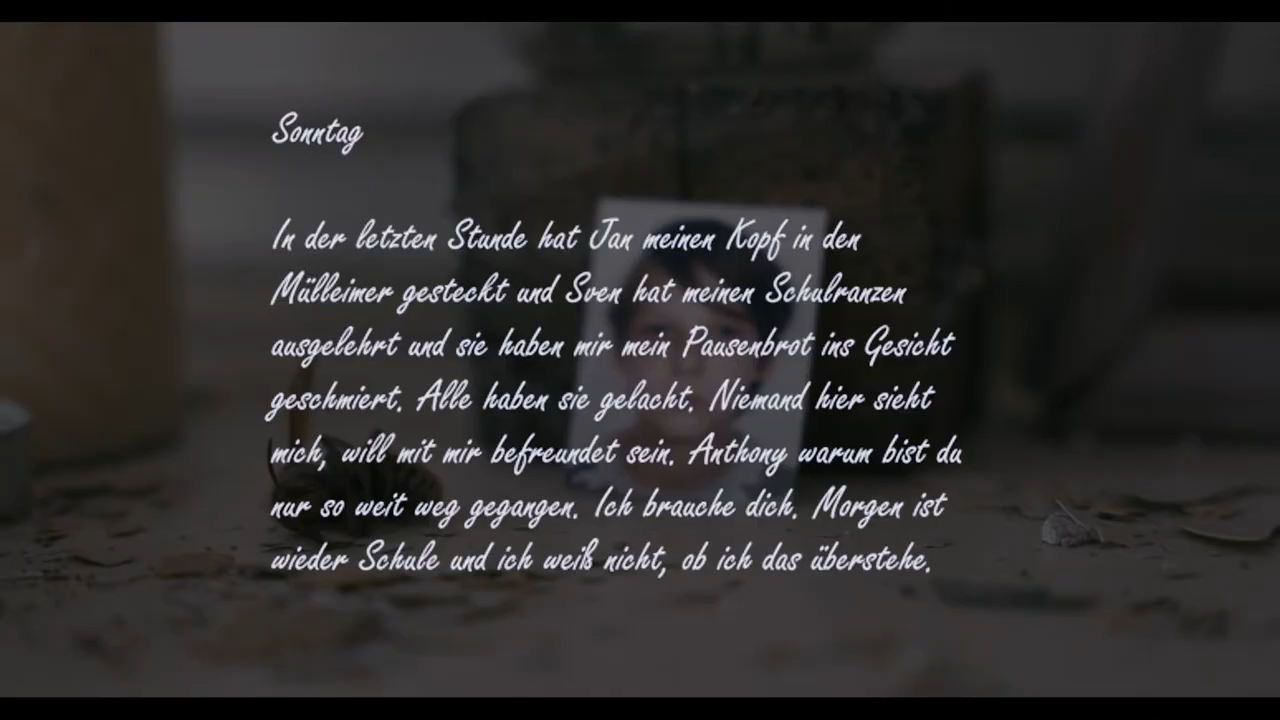 Sonntag
In der letzten Stunde hat Jan meinen Kopf in den
Mülleimer gesteckt und Sven hat meinen Schulranzen
ausgelehrt und sie haben mir mein Pausenbrot ins Gesicht
geschmiert. Alle haben sie gelacht. Niemand hier sieht
mich, will mit mir befreundet sein. Anthony warum bist du
nur so weit weg gegangen. Ich brauche dich. Morgen ist
wieder Schule und ich weiß nicht, ob ich das überstehe.